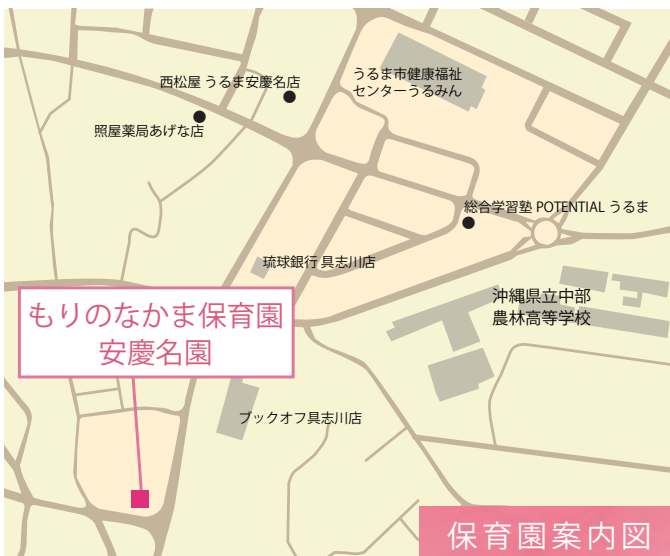 西松屋 うるま安慶名店
うるま市健康福祉
センターうるみん
照屋薬局あげな店
総合学習塾 POTENTIAL うるま
琉球銀行 具志川店
沖縄県立中部
農林高等学校
もりのなかま保育園
安慶名園
ブックオフ具志川店
保育園案内図